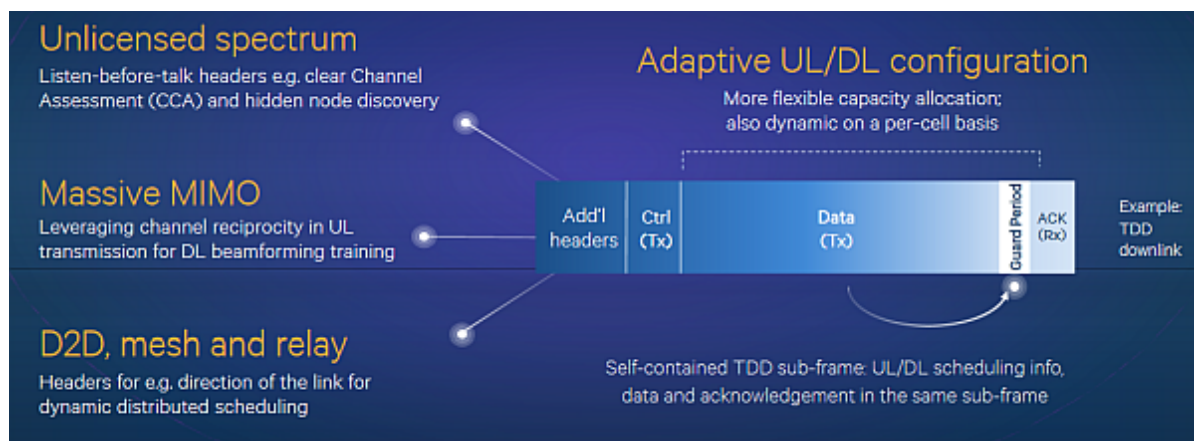 Unlicensed spectrum
Listen-before-talk headers e.g. clear Channel
Assessment (CCA) and hidden node discovery
Massive MIMO
Leveraging channel reciprocity in UL
transmission for DL beamforming training
D2D, mesh and relay
Headers for e.g. direction of the link for
dynamic distributed scheduling
Adaptive UL/DL configuration
More flexible capacity allocation;
also dynamic on a per-cell basis
Add'l
headers
Ctrl
(Tx)
Data
(Tx)
Guard Period
ACK
(Rx)
Example:
TDD
downlink
Self-contained TDD sub-frame: UL/DL scheduling info,
data and acknowledgement in the same sub-frame